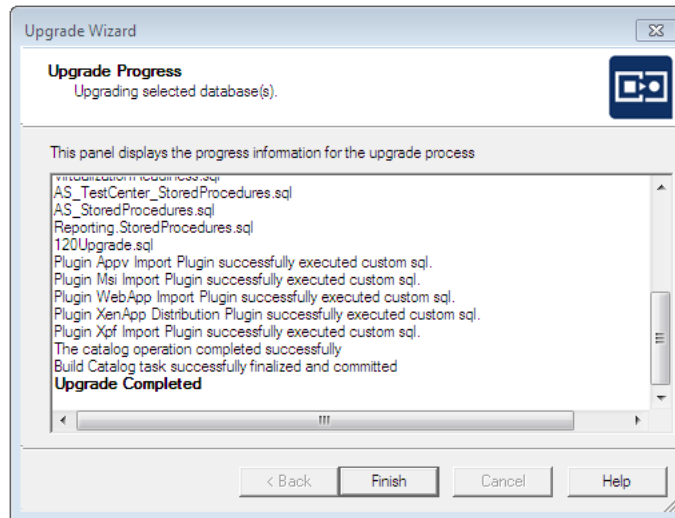 Upgrade Wizard
Upgrade Progress
Upgrading selected database(s).
This panel displays the progress information for the upgrade process
VirtualizationReadiness.sql
AS_TestCenter_StoredProcedures.sql
AS_StoredProcedures.sql
Reporting.StoredProcedures.sql
120Upgrade.sql
Plugin Appv Import Plugin successfully executed custom sql.
Plugin Msi Import Plugin successfully executed custom sql.
Plugin WebApp Import Plugin successfully executed custom sql.
Plugin XenApp Distribution Plugin successfully executed custom sql.
Plugin Xpf Import Plugin successfully executed custom sql.
The catalog operation completed successfully
Build Catalog task successfully finalized and committed
Upgrade Completed
< Back Finish Cancel Help